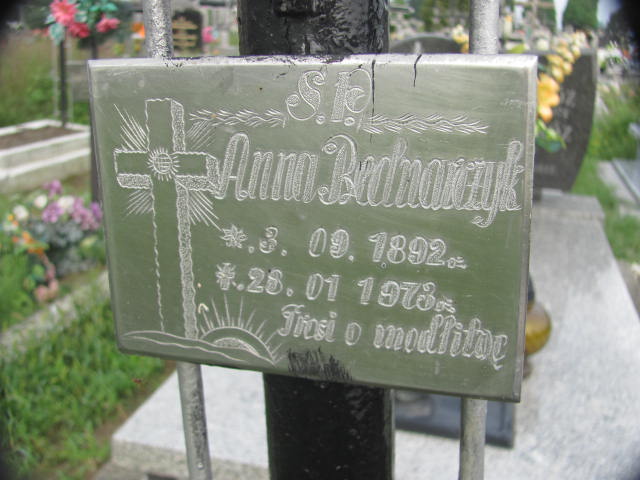 Ś.P.
Anna Bednarczyk
*. 3. 09. 1892 r.
✝. 28. 01 1973 r.
Prosi o modlitwę